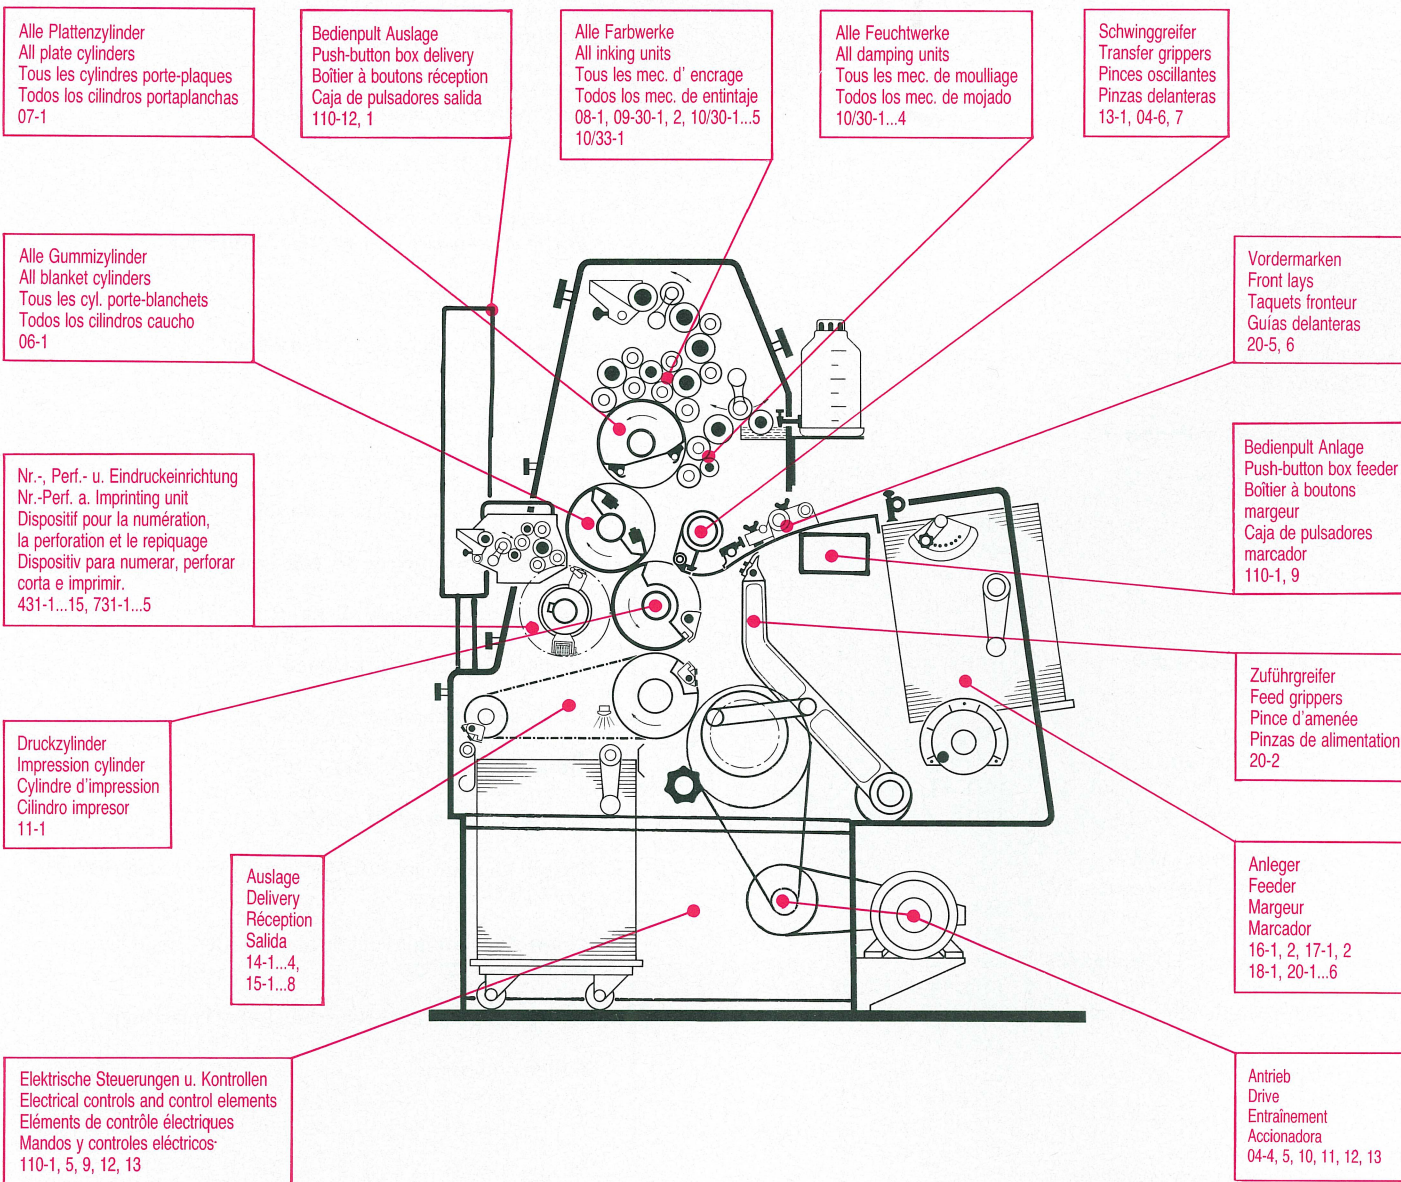 Alle Plattenzylinder
All plate cylinders
Tous les cylindres porte-plaques
Todos los cilindros portaplanchas
07-1
Bedienpult Auslage
Push-button box delivery
Boîtier à boutons réception
Caja de pulsadores salida
110-12, 1
Alle Farbwerke
All inking units
Tous les mec. d' encrage
Todos los mec. de entintaje
08-1, 09-30-1, 2, 10/30-1...5
10/33-1
Alle Feuchtwerke
All damping units
Tous les mec. de moulliage
Todos los mec. de mojado
10/30-1...4
Schwinggreifer
Transfer grippers
Pinces oscillantes
Pinzas delanteras
13-1, 04-6, 7
Alle Gummizylinder
All blanket cylinders
Tous les cyl. porte-blanchets
Todos los cilindros caucho
06-1
Vordermarken
Front lays
Taquets fronteur
Guías delanteras
20-5, 6
Nr.-, Perf.- u. Eindruckeinrichtung
Nr.-Perf. a. Imprinting unit
Dispositif pour la numération,
la perforation et le repiquage
Dispositiv para numerar, perforar
corta e imprimir.
431-1...15, 731-1...5
Bedienpult Anlage
Push-button box feeder
Boîtier à boutons
margeur
Caja de pulsadores
marcador
110-1, 9
Druckzylinder
Impression cylinder
Cylindre d'impression
Cilindro impresor
11-1
Zuführgreifer
Feed grippers
Pince d'amenée
Pinzas de alimentation
20-2
Auslage
Delivery
Réception
Salida
14-1...4,
15-1...8
Anleger
Feeder
Margeur
Marcador
16-1, 2, 17-1, 2
18-1, 20-1...6
Elektrische Steuerungen u. Kontrollen
Electrical controls and control elements
Eléments de contrôle électriques
Mandos y controles eléctricos
110-1, 5, 9, 12, 13
Antrieb
Drive
Entraînement
Accionadora
04-4, 5, 10, 11, 12, 13